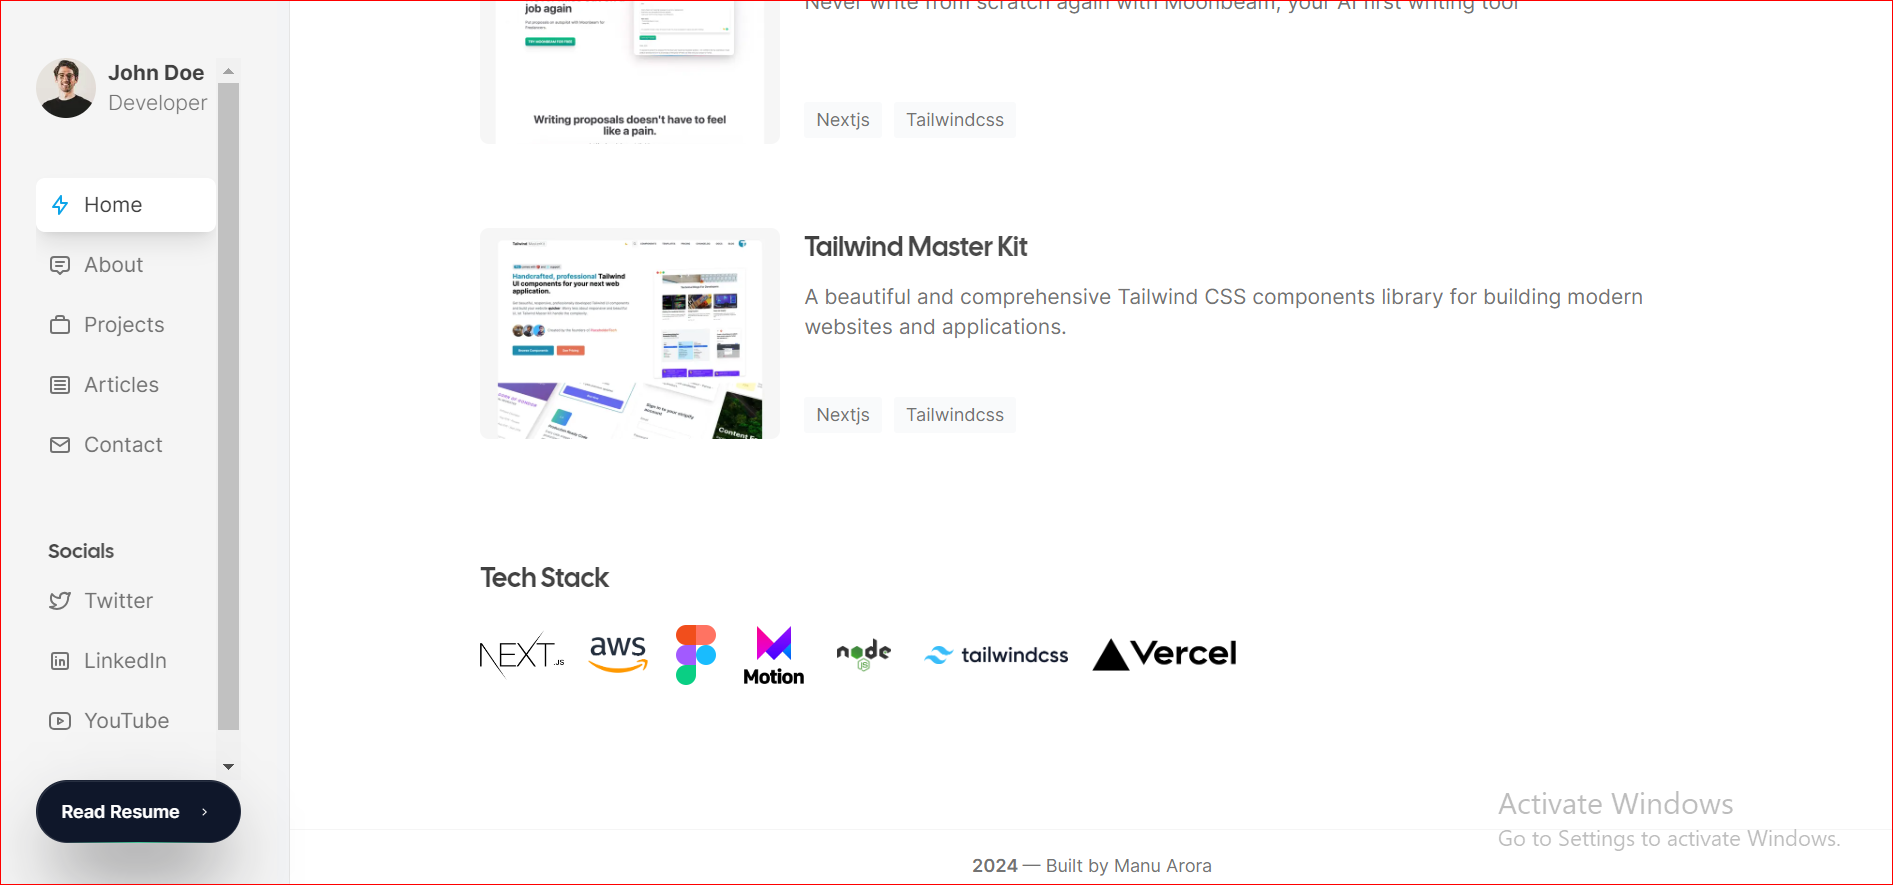 John Doe
Developer
Home
About
Projects
Articles
Contact
Socials
Twitter
LinkedIn
YouTube
Read Resume
Never write from scratch again with Moonbeam, your AI first writing tool
job again
Writing proposals doesn't have to feel
like a pain.
Nextjs
Tailwindcss
Handcrafted, professional Tailwind
UI components for your next web
application.
Tailwind Master Kit
A beautiful and comprehensive Tailwind CSS components library for building modern
websites and applications.
Nextjs
Tailwindcss
Tech Stack
NEXT.JS
aws
Motion
node
JS
tailwindcss
Vercel
Activate Windows
Go to Settings to activate Windows.
2024 — Built by Manu Arora